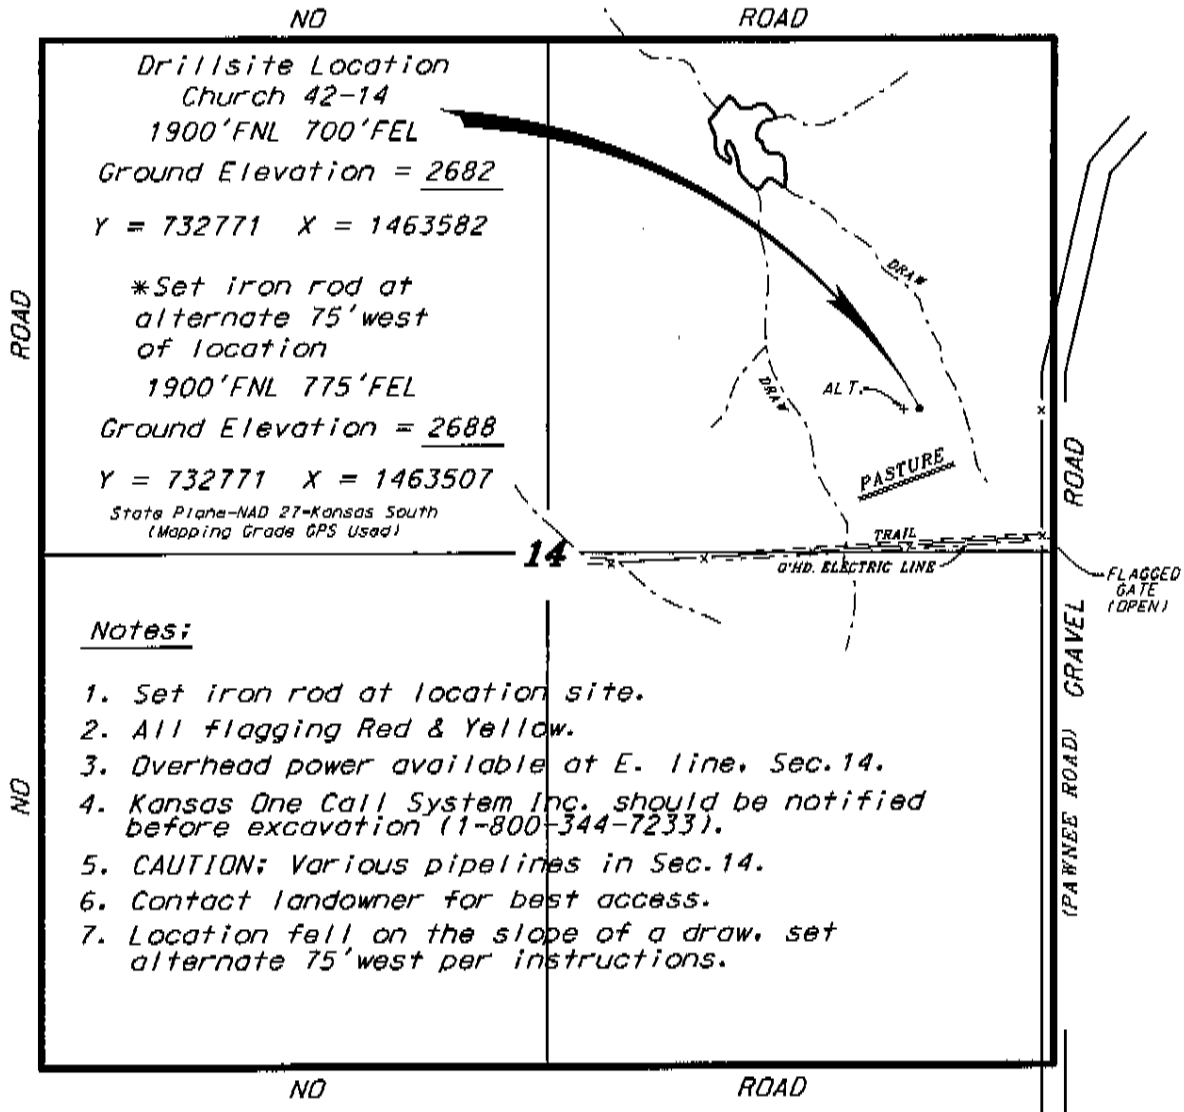 NO ROAD
Drillsite Location
Church 42-14
1900'FNL 700'FEL
Ground Elevation = 2682
Y = 732771 X = 1463582
*Set iron rod at
alternate 75'west
of location
1900'FNL 775'FEL
Ground Elevation = 2688
Y = 732771 X = 1463507
State Plane-NAD 27-Kansas South
(Mapping Grade GPS Used)
DRAW
DRAW
ALT.
PASTURE
TRAIL
O'HD. ELECTRIC LINE
14
FLAGGED
GATE
(OPEN)
NO ROAD
(PAWNEE ROAD) GRAVEL ROAD
Notes:
1. Set iron rod at location site.
2. All flagging Red & Yellow.
3. Overhead power available at E. line, Sec.14.
4. Kansas One Call System Inc. should be notified
before excavation (1-800-344-7233).
5. CAUTION: Various pipelines in Sec.14.
6. Contact landowner for best access.
7. Location fell on the slope of a draw, set
alternate 75'west per instructions.
NO ROAD